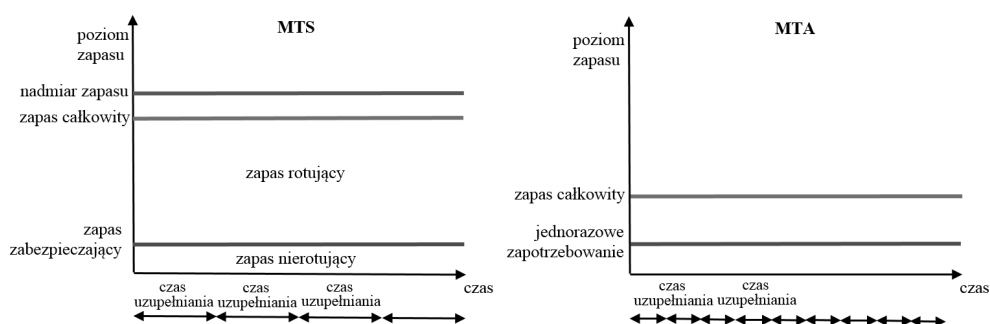 MTS
poziom
zapasu
nadmiar zapasu
zapas całkowity
zapas rotujący
zapas
zabezpieczający
zapas nierotujący
czas
czas
uzupełniania
czas
uzupełniania
czas
uzupełniania
MTA
poziom
zapasu
zapas całkowity
jednorazowe
zapotrzebowanie
czas
czas
uzupełniania
czas
uzupełniania